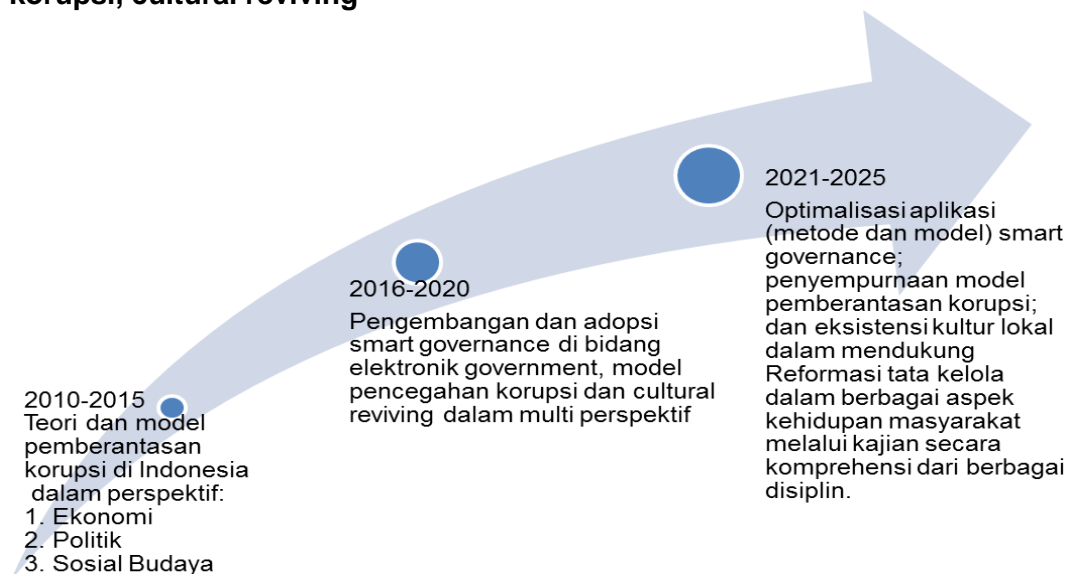 korupsi, cultural reviving
2010-2015
Teori dan model
pemberantasan
korupsi di Indonesia
dalam perspektif:
1. Ekonomi
2. Politik
3. Sosial Budaya
2016-2020
Pengembangan dan adopsi
smart governance di bidang
elektronik government, model
pencegahan korupsi dan cultural
reviving dalam multi perspektif
2021-2025
Optimalisasi aplikasi
(metode dan model) smart
governance;
penyempurnaan model
pemberantasan korupsi;
dan eksistensi kultur lokal
dalam mendukung
Reformasi tata kelola
dalam berbagai aspek
kehidupan masyarakat
melalui kajian secara
komprehensi dari berbagai
disiplin.